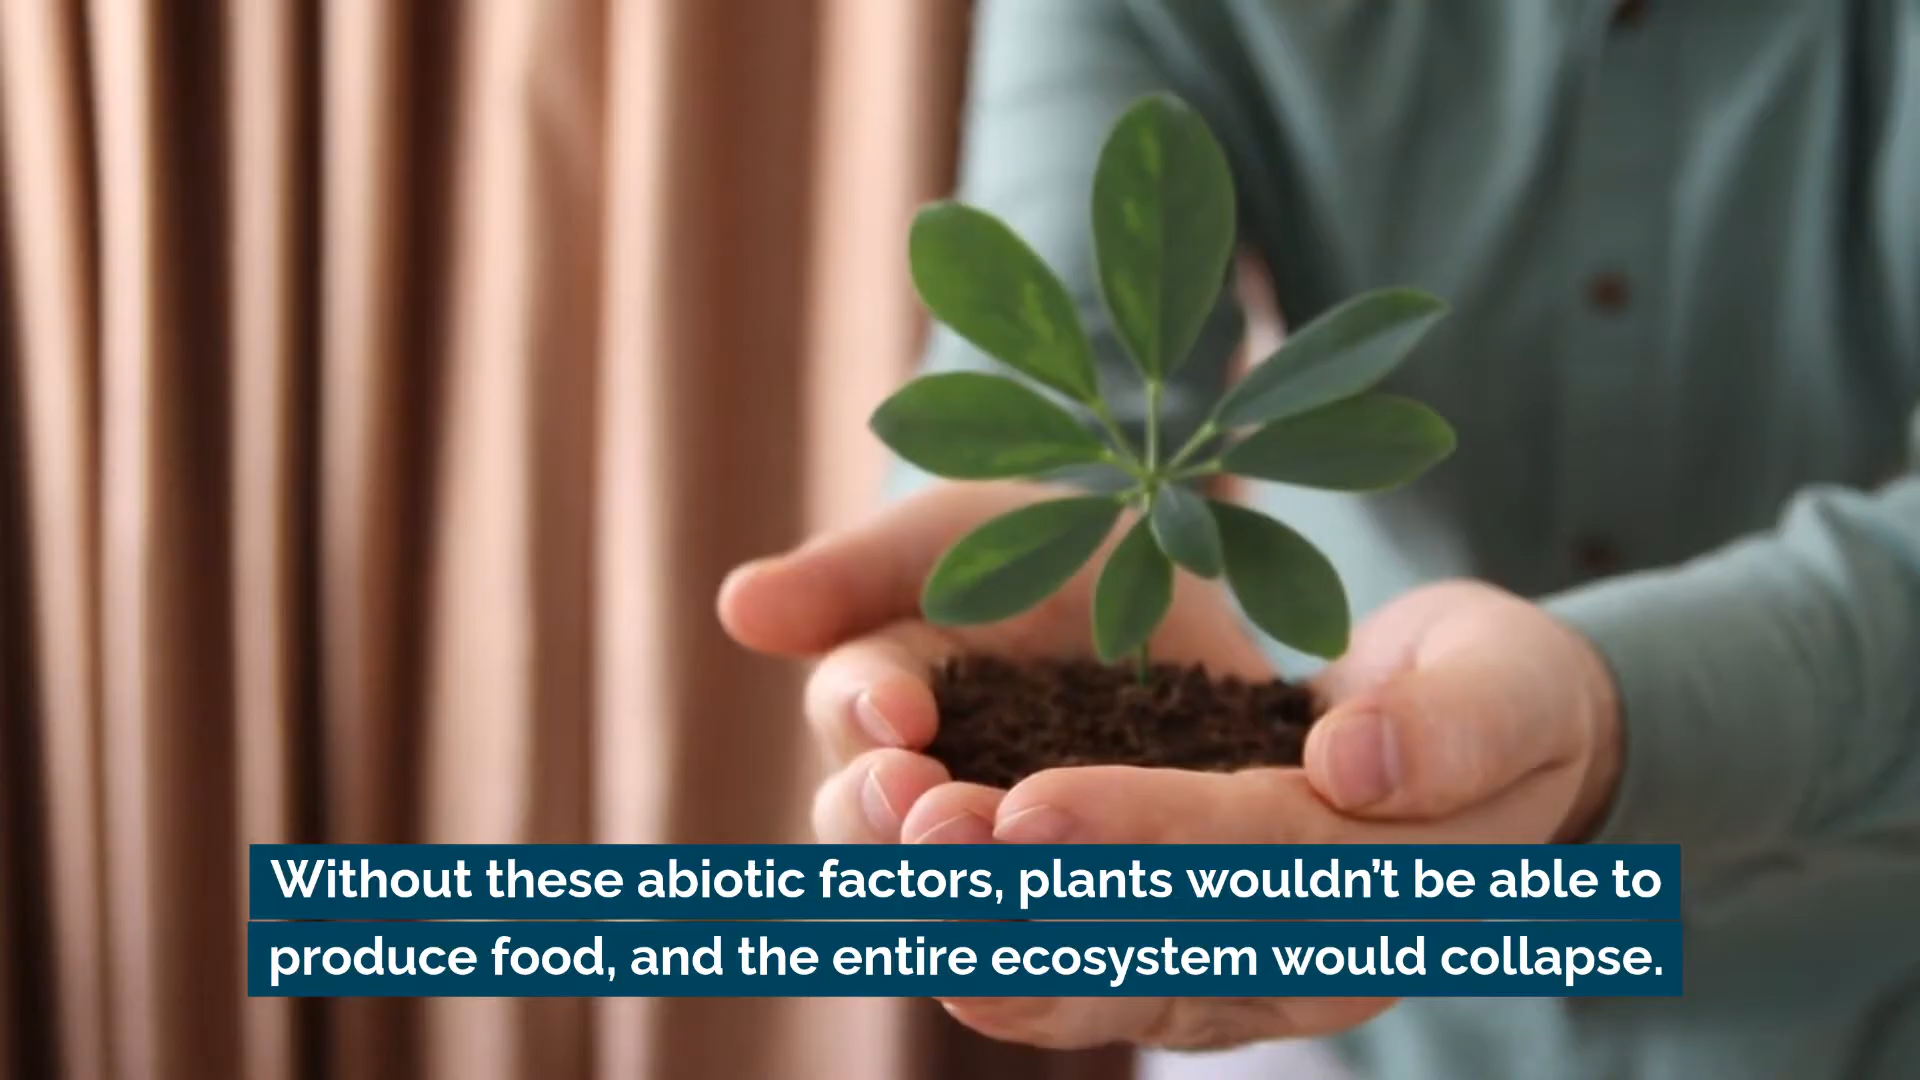 Without these abiotic factors, plants wouldn’t be able to
produce food, and the entire ecosystem would collapse.